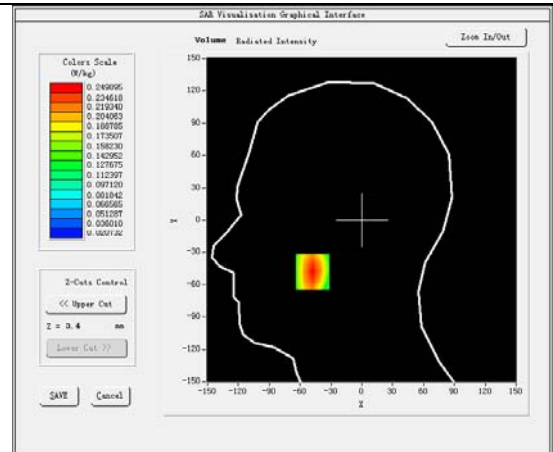 SAR Visualisation Graphical Interface
Volume Radiated Intensity
Zoom In/Out
Colors Scale
(W/kg)
0.249895
0.234618
0.219340
0.204063
0.188785
0.173507
0.158230
0.142952
0.127675
0.112397
0.097120
0.081842
0.066565
0.051287
0.036010
0.020732
150
120
90
60
30
0
-30
-60
-90
-120
-150
Y
-150 -120 -90 -60 -30 0 30 60 90 120 150
X
Z-Cuts Control
<< Upper Cut
Z = 3.4 mm
Lower Cut >>
SAVE Cancel